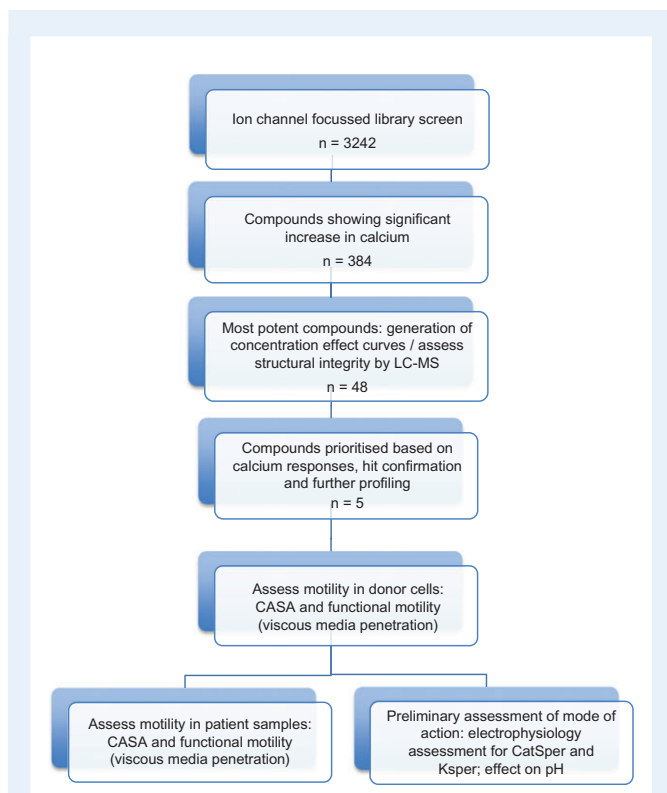 Ion channel focussed library screen
n = 3242
Compounds showing significant
increase in calcium
n = 384
Most potent compounds: generation of
concentration effect curves / assess
structural integrity by LC-MS
n = 48
Compounds prioritised based on
calcium responses, hit confirmation
and further profiling
n = 5
Assess motility in donor cells:
CASA and functional motility
(viscous media penetration)
Assess motility in patient samples:
CASA and functional motility
(viscous media penetration)
Preliminary assessment of mode of
action: electrophysiology
assessment for CatSper and
Ksper; effect on pH